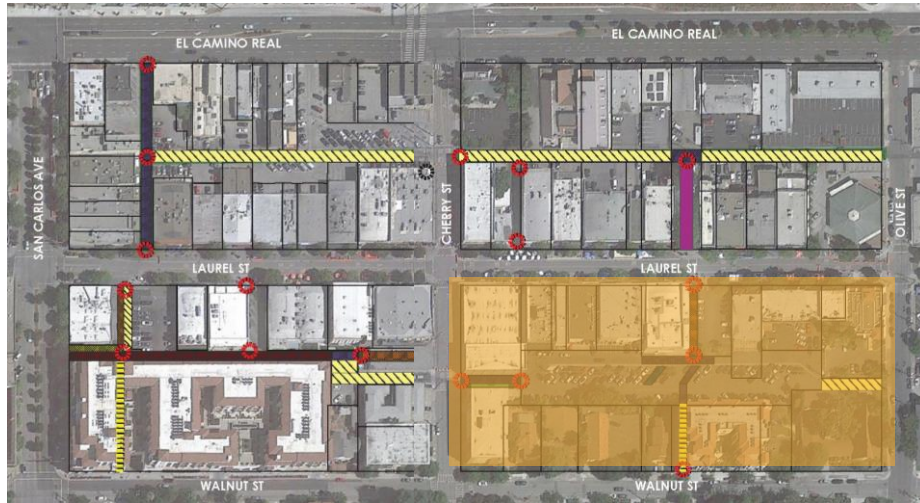 EL CAMINO REAL
EL CAMINO REAL
SAN CARLOS AVE
CHERRY ST
OLIVE ST
LAUREL ST
LAUREL ST
WALNUT ST
WALNUT ST